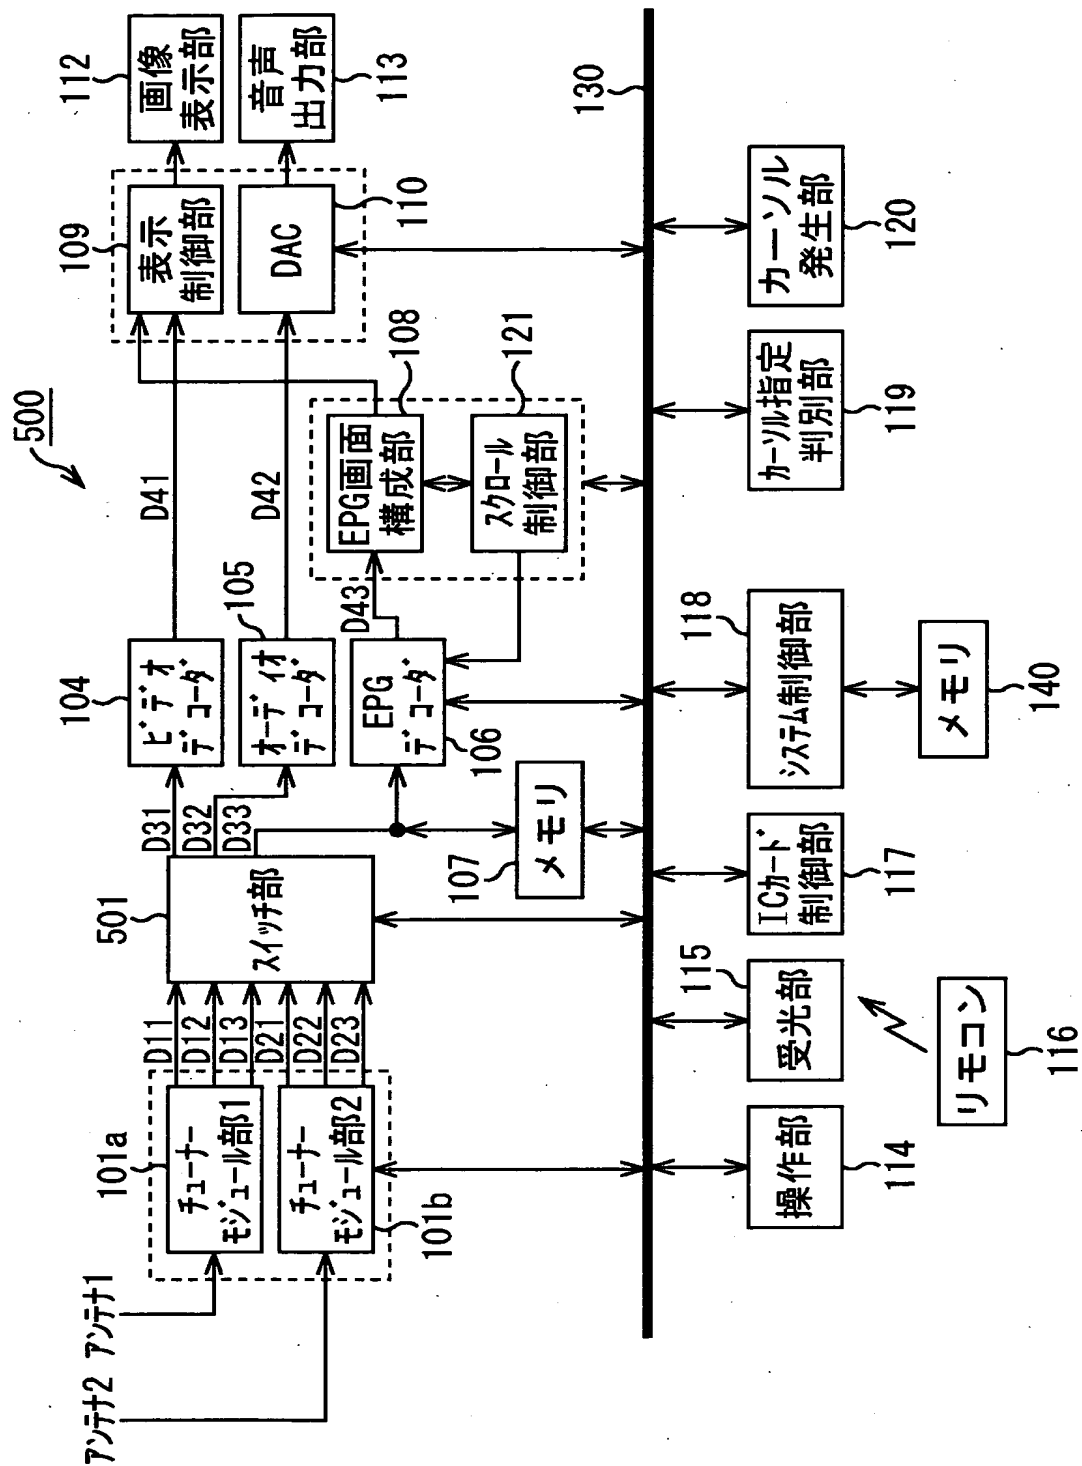 500
アンテナ1
アンテナ2
101a
チューナー
モジュール部1
チューナー
モジュール部2
101b
D11
D12
D13
D21
D22
D23
501
スイッチ部
D31
D32
D33
104
ビデオ
デコーダ
105
オーディオ
デコーダ
EPG
デコーダ
106
107
メモリ
D41
D42
D43
EPG画面
構成部
108
スクロール
制御部
121
109
表示
制御部
DAC
110
112
画像
表示部
音声
出力部
113
130
操作部
114
受光部
115
リモコン
116
ICカード
制御部
117
システム制御部
118
メモリ
140
カーソル指定
判別部
119
カーソル
発生部
120